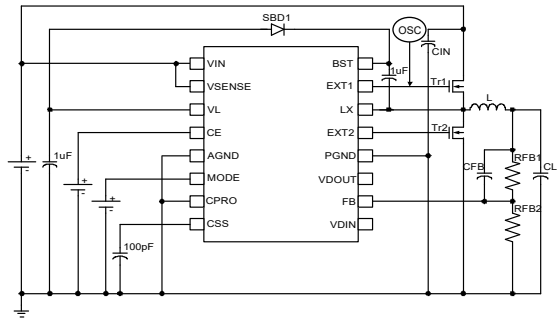 SBD1
OSC
CIN
VIN
BST
1uF
VSENSE
EXT1
Tr1
L
VL
LX
CE
EXT2
Tr2
1uF
AGND
PGND
CFB
RFB1
CL
MODE
VDOUT
CPRO
FB
RFB2
CSS
VDIN
100pF
+
-
+
-
+
-